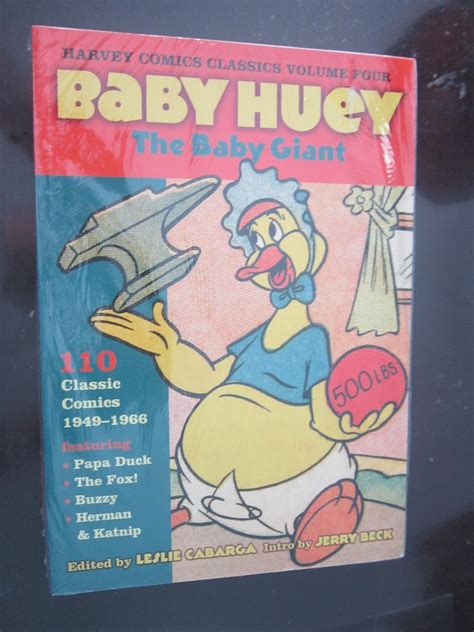 HARVEY COMICS CLASSICS VOLUME FOUR
BABY HUEY
The Baby Giant
110
Classic
Comics
1949–1966
featuring
• Papa Duck
• The Fox!
• Buzzy
• Herman
& Katnip
500 LBS
Edited by LESLIE CABARGA Intro by JERRY BECK